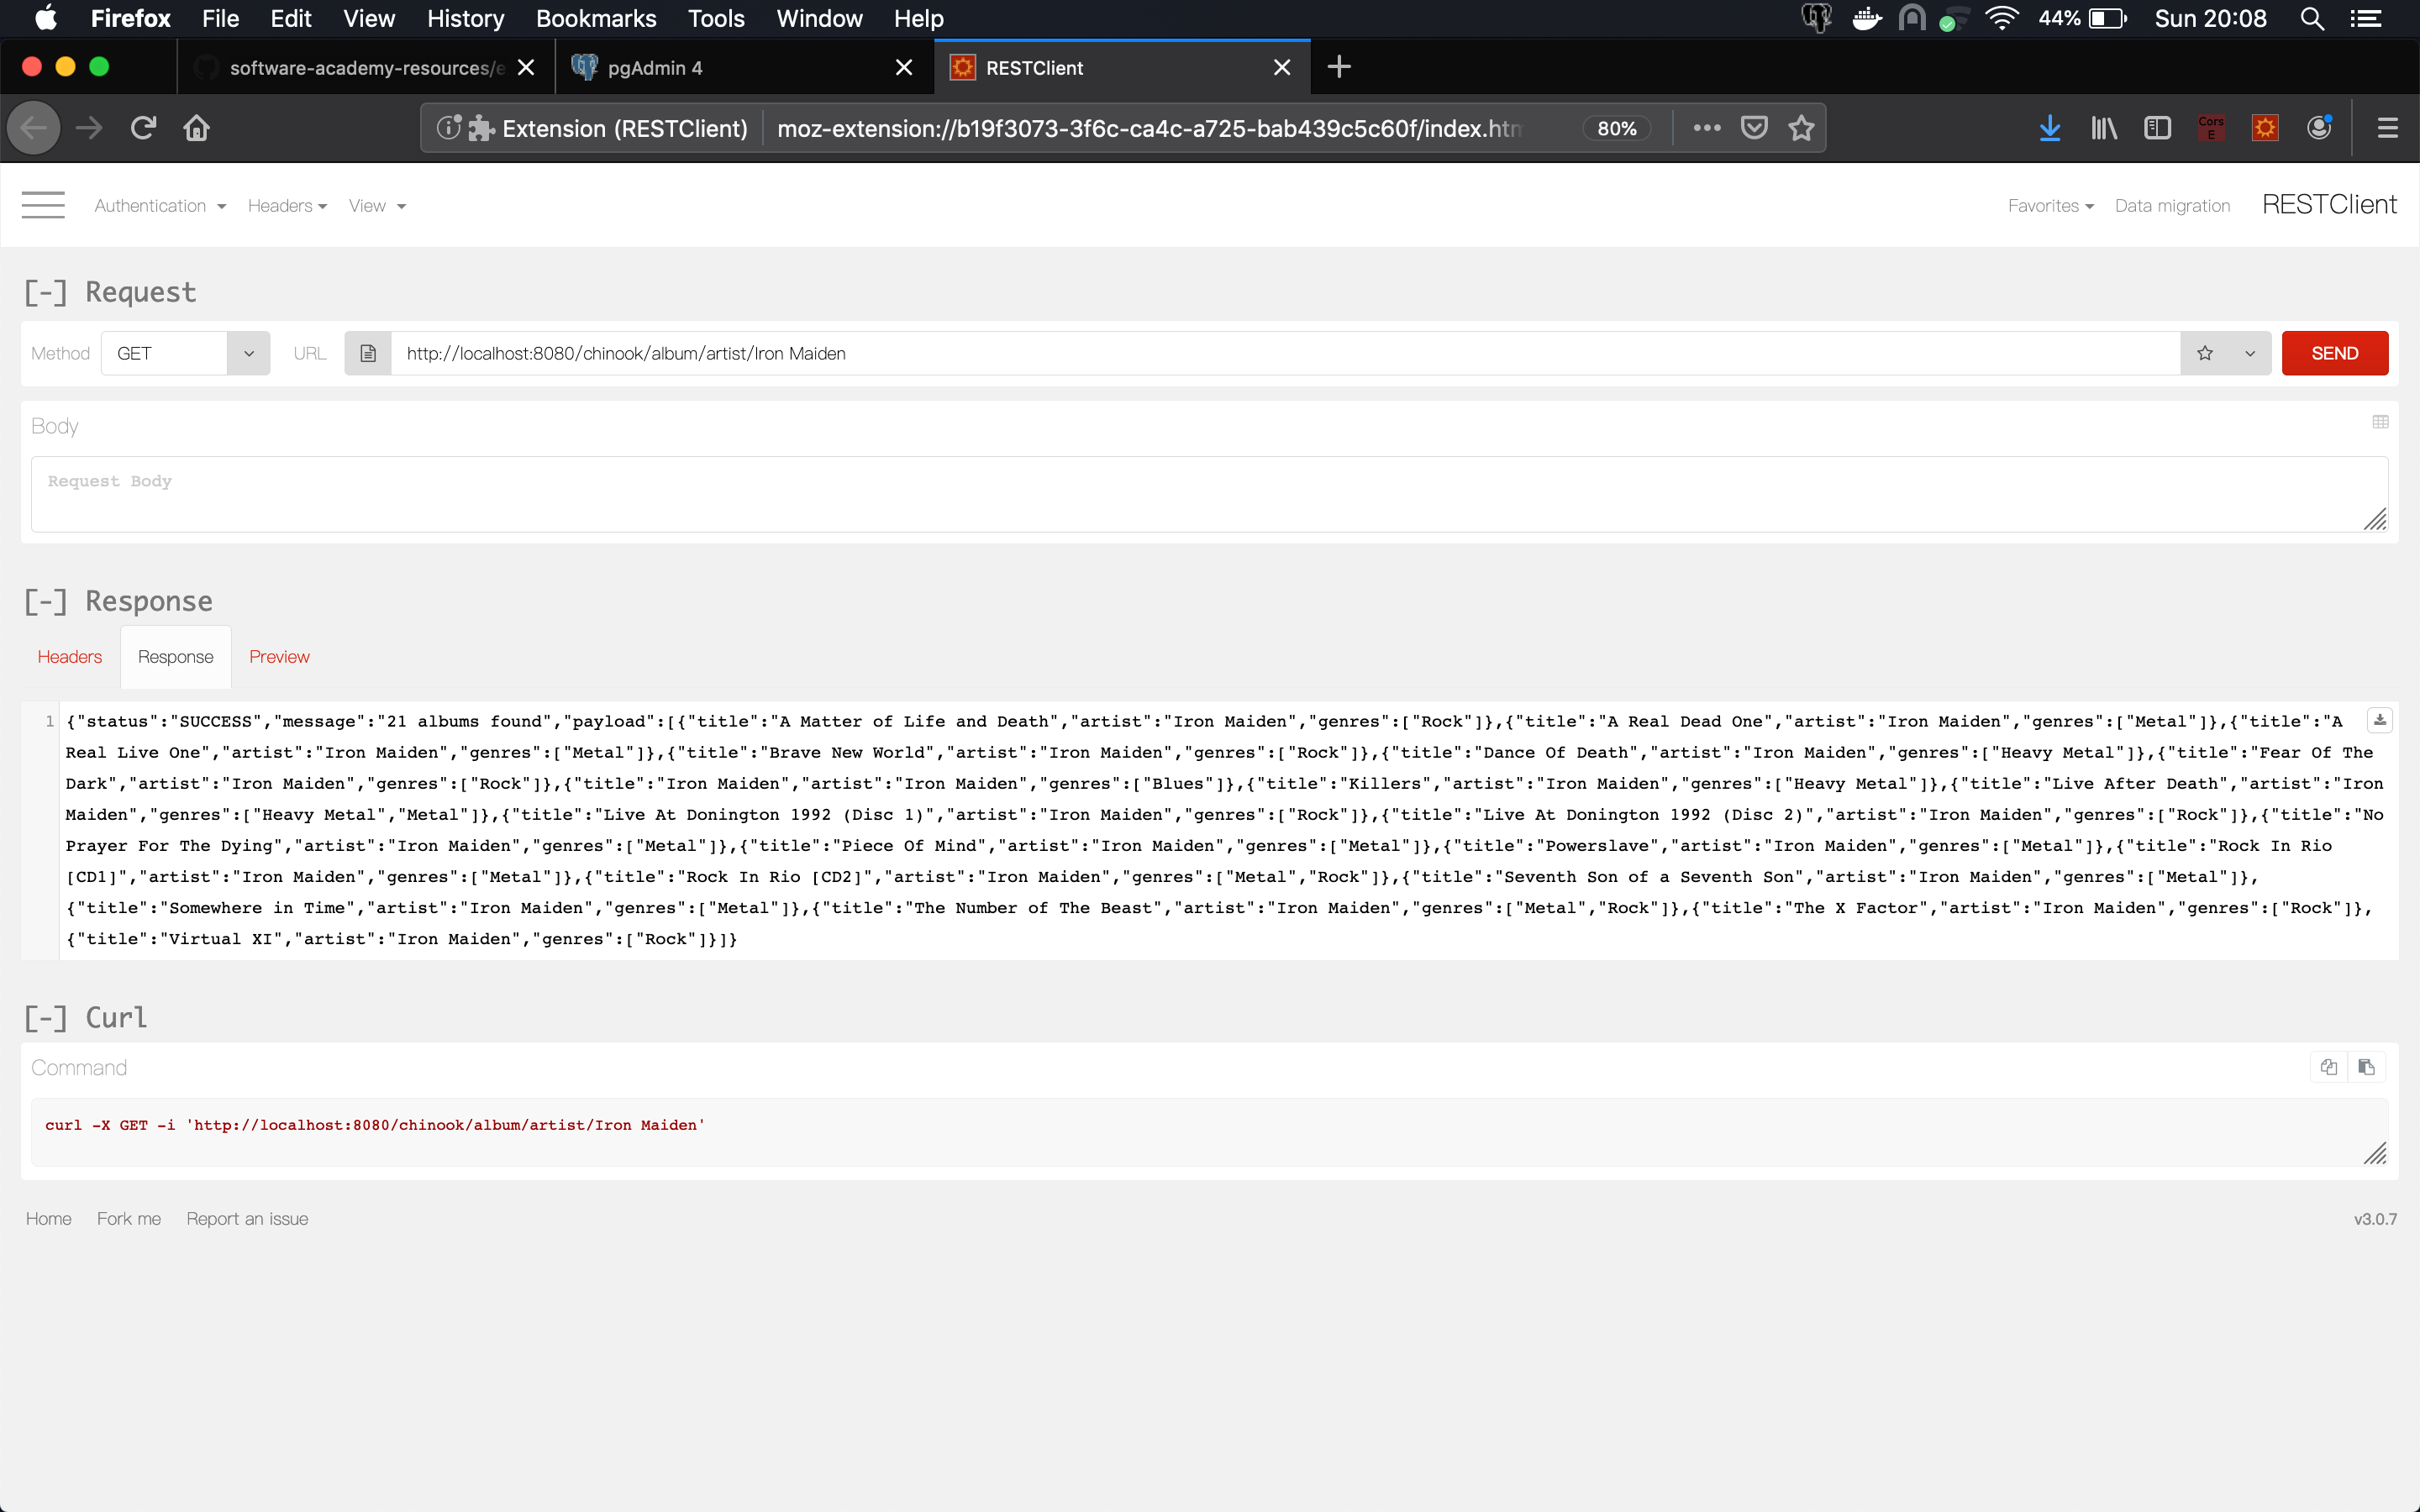 Firefox File Edit View History Bookmarks Tools Window Help 44% Sun 20:08
software-academy-resources/e pgAdmin 4 RESTClient
Extension (RESTClient) moz-extension://b19f3073-3f6c-ca4c-a725-bab439c5c60f/index.htm 80% Cors E
Authentication Headers View Favorites Data migration RESTClient
[-] Request
Method GET URL http://localhost:8080/chinook/album/artist/Iron Maiden SEND
Body
Request Body
[-] Response
Headers Response Preview
1 {"status":"SUCCESS","message":"21 albums found","payload":[{"title":"A Matter of Life and Death","artist":"Iron Maiden","genres":["Rock"]},{"title":"A Real Dead One","artist":"Iron Maiden","genres":["Metal"]},{"title":"A
Real Live One","artist":"Iron Maiden","genres":["Metal"]},{"title":"Brave New World","artist":"Iron Maiden","genres":["Rock"]},{"title":"Dance Of Death","artist":"Iron Maiden","genres":["Heavy Metal"]},{"title":"Fear Of The
Dark","artist":"Iron Maiden","genres":["Rock"]},{"title":"Iron Maiden","artist":"Iron Maiden","genres":["Blues"]},{"title":"Killers","artist":"Iron Maiden","genres":["Heavy Metal"]},{"title":"Live After Death","artist":"Iron
Maiden","genres":["Heavy Metal","Metal"]},{"title":"Live At Donington 1992 (Disc 1)","artist":"Iron Maiden","genres":["Rock"]},{"title":"Live At Donington 1992 (Disc 2)","artist":"Iron Maiden","genres":["Rock"]},{"title":"No
Prayer For The Dying","artist":"Iron Maiden","genres":["Metal"]},{"title":"Piece Of Mind","artist":"Iron Maiden","genres":["Metal"]},{"title":"Powerslave","artist":"Iron Maiden","genres":["Metal"]},{"title":"Rock In Rio
[CD1]","artist":"Iron Maiden","genres":["Metal"]},{"title":"Rock In Rio [CD2]","artist":"Iron Maiden","genres":["Metal","Rock"]},{"title":"Seventh Son of a Seventh Son","artist":"Iron Maiden","genres":["Metal"]},
{"title":"Somewhere in Time","artist":"Iron Maiden","genres":["Metal"]},{"title":"The Number of The Beast","artist":"Iron Maiden","genres":["Metal","Rock"]},{"title":"The X Factor","artist":"Iron Maiden","genres":["Rock"]},
{"title":"Virtual XI","artist":"Iron Maiden","genres":["Rock"]}]}
[-] Curl
Command
curl -X GET -i 'http://localhost:8080/chinook/album/artist/Iron Maiden'
Home Fork me Report an issue v3.0.7